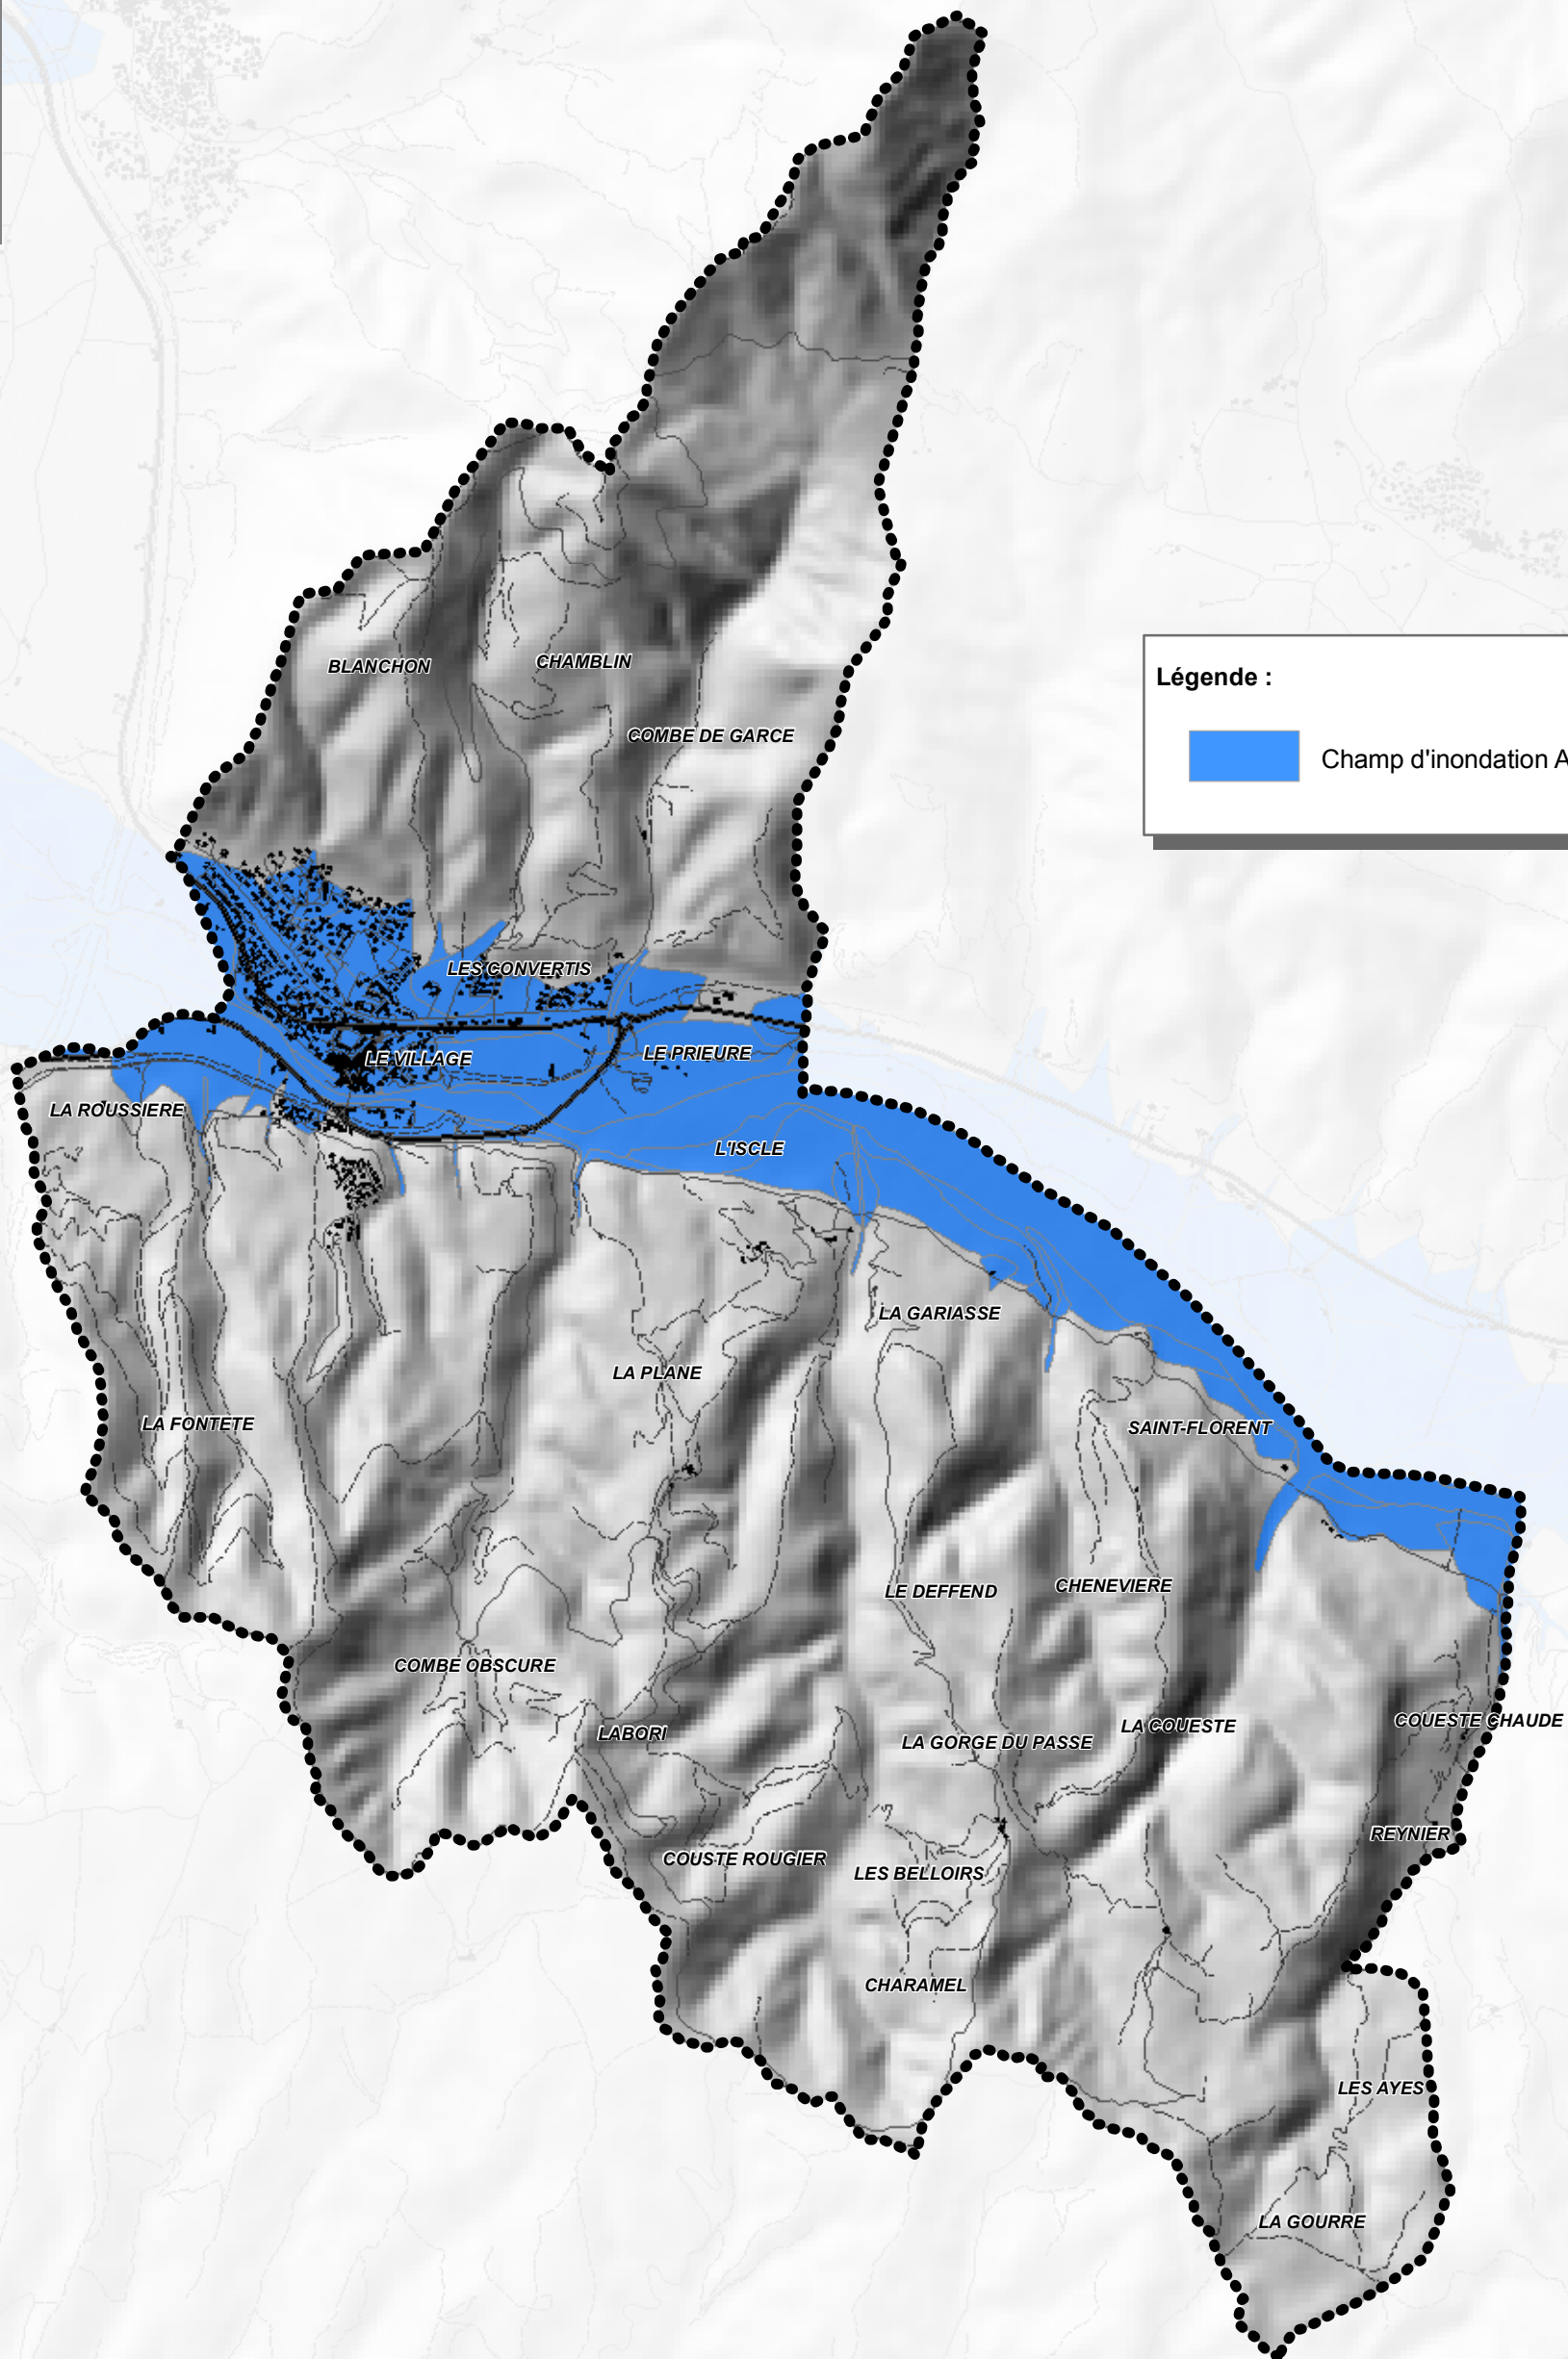 CHAMBLIN
BLANCHON
Légende :
COMBE DE GARCE
Champ d'inondation A
LES CONVERTIS
LE PRIEURE
LE VILLAGE
LA ROUSSIERE
L'ISCLE
LA GARIASSE
LA PLANE
LA FONTETE
SAINT-FLORENT
CHENEVIERE
LE DEFFEND
COMBE OBSCURE
COUESTE CHAUDE
LA COUESTE
LABORI
LA GORGE DU PASSE
REYNIER
COUSTE ROUGIER
LES BELLOIRS
CHARAMEL
LES AYES
LA GOURRE